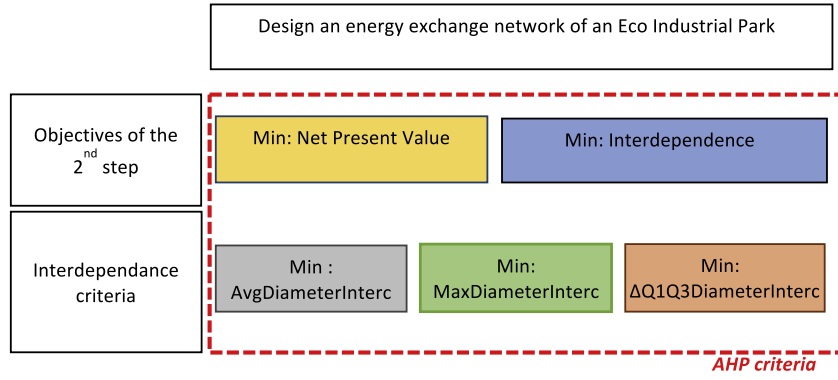 Design an energy exchange network of an Eco Industrial Park
Objectives of the
2nd step
Min: Net Present Value
Min: Interdependence
Interdependance
criteria
Min :
AvgDiameterInterc
Min:
MaxDiameterInterc
Min:
ΔQ1Q3DiameterInterc
AHP criteria